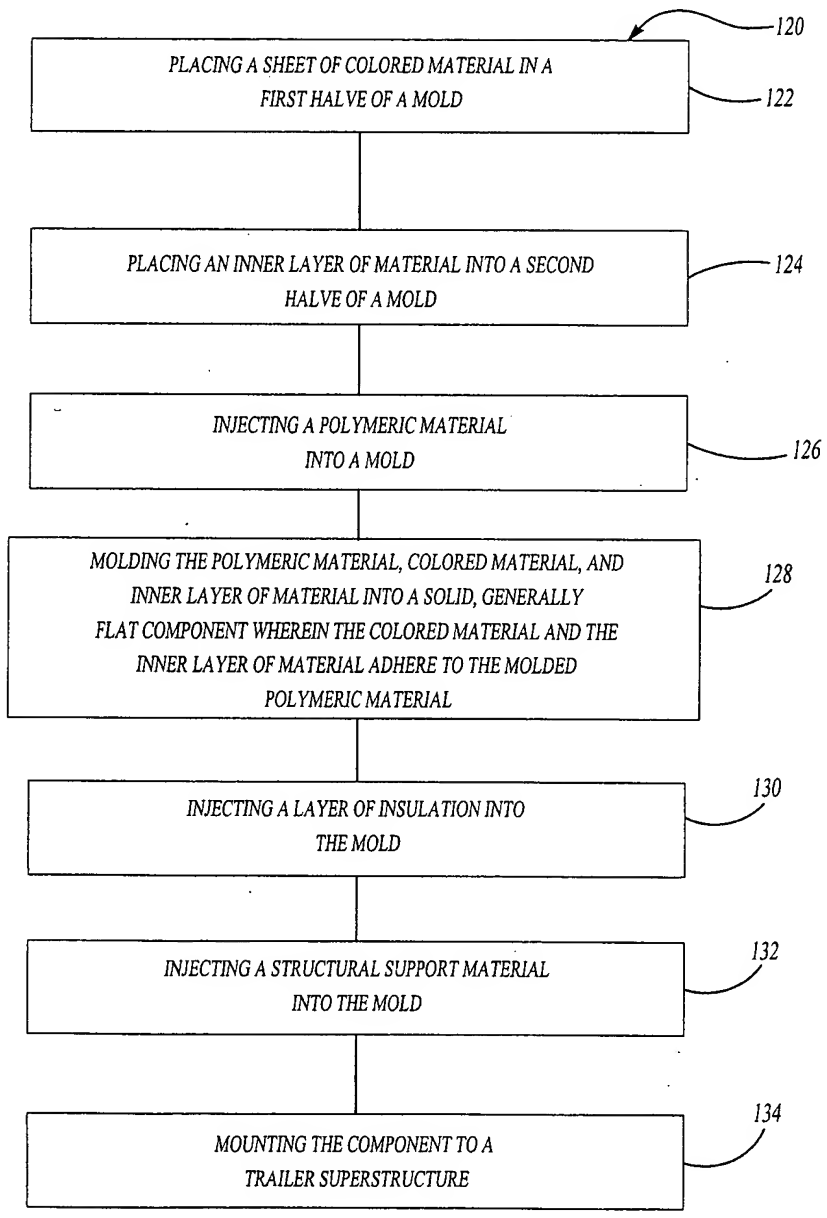 120
PLACING A SHEET OF COLORED MATERIAL IN A
FIRST HALVE OF A MOLD
122
PLACING AN INNER LAYER OF MATERIAL INTO A SECOND
HALVE OF A MOLD
124
INJECTING A POLYMERIC MATERIAL
INTO A MOLD
126
MOLDING THE POLYMERIC MATERIAL, COLORED MATERIAL, AND
INNER LAYER OF MATERIAL INTO A SOLID, GENERALLY
FLAT COMPONENT WHEREIN THE COLORED MATERIAL AND THE
INNER LAYER OF MATERIAL ADHERE TO THE MOLDED
POLYMERIC MATERIAL
128
INJECTING A LAYER OF INSULATION INTO
THE MOLD
130
INJECTING A STRUCTURAL SUPPORT MATERIAL
INTO THE MOLD
132
MOUNTING THE COMPONENT TO A
TRAILER SUPERSTRUCTURE
134